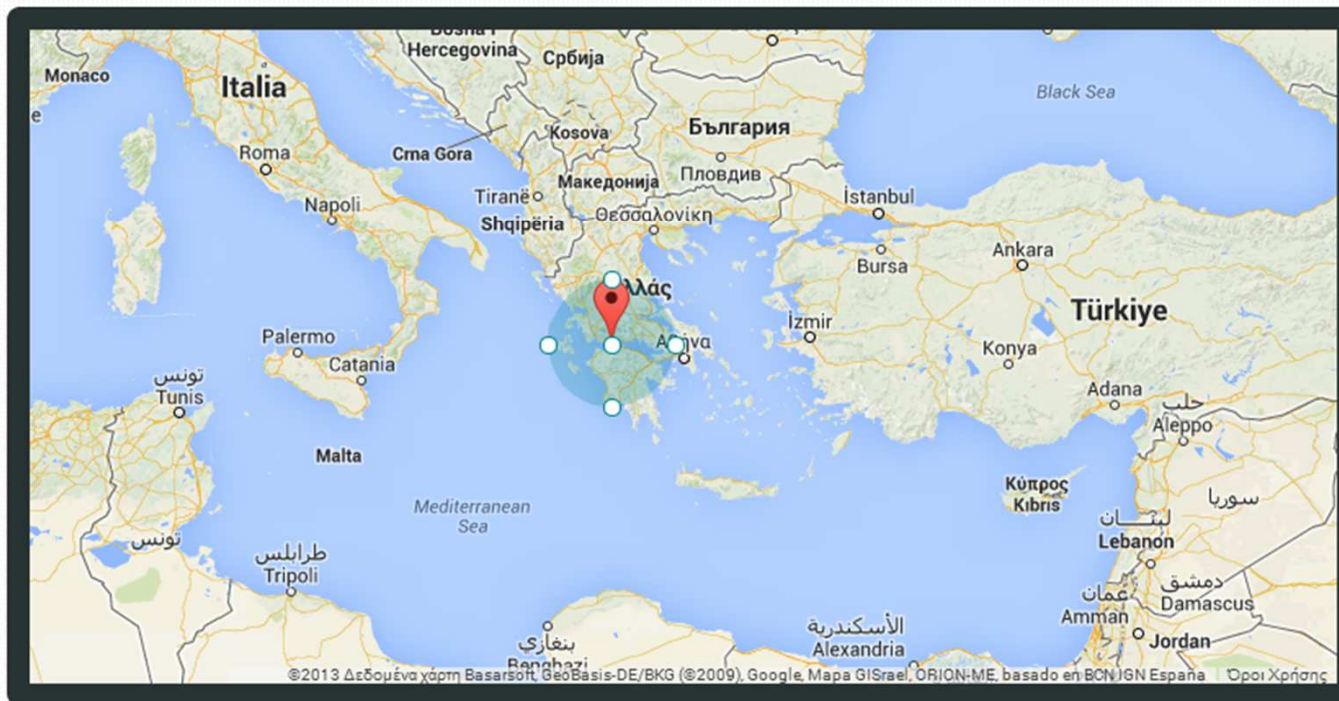 Bosna i
Hercegovina
Србија
Monaco
Italia
Black Sea
e
Kosova
България
Crna Gora
Roma
Пловдив
Македонија
Tiranë
İstanbul
Napoli
Θεσσαλονίκη
Shqipëria
Ankara
Bursa
λλάς
Türkiye
İzmir
Palermo
Αθήνα
Konya
Catania
تونس
Tunis
Adana
حلب
Aleppo
Malta
Κύπρος
Kıbrıs
سوريا
Mediterranean
Sea
لبنـــــان
Lebanon
تونس
طرابلس
Tripoli
دمشق
Damascus
عمان
Amman
الأسكندرية
Alexandria
Jordan
بنغازي
Benghazi
©2013 Δεδομένα χάρτη Basarsoft, GeoBasis-DE/BKG (©2009), Google, Mapa GISrael, ORION-ME, basado en BCN IGN España
Όροι Χρήσης